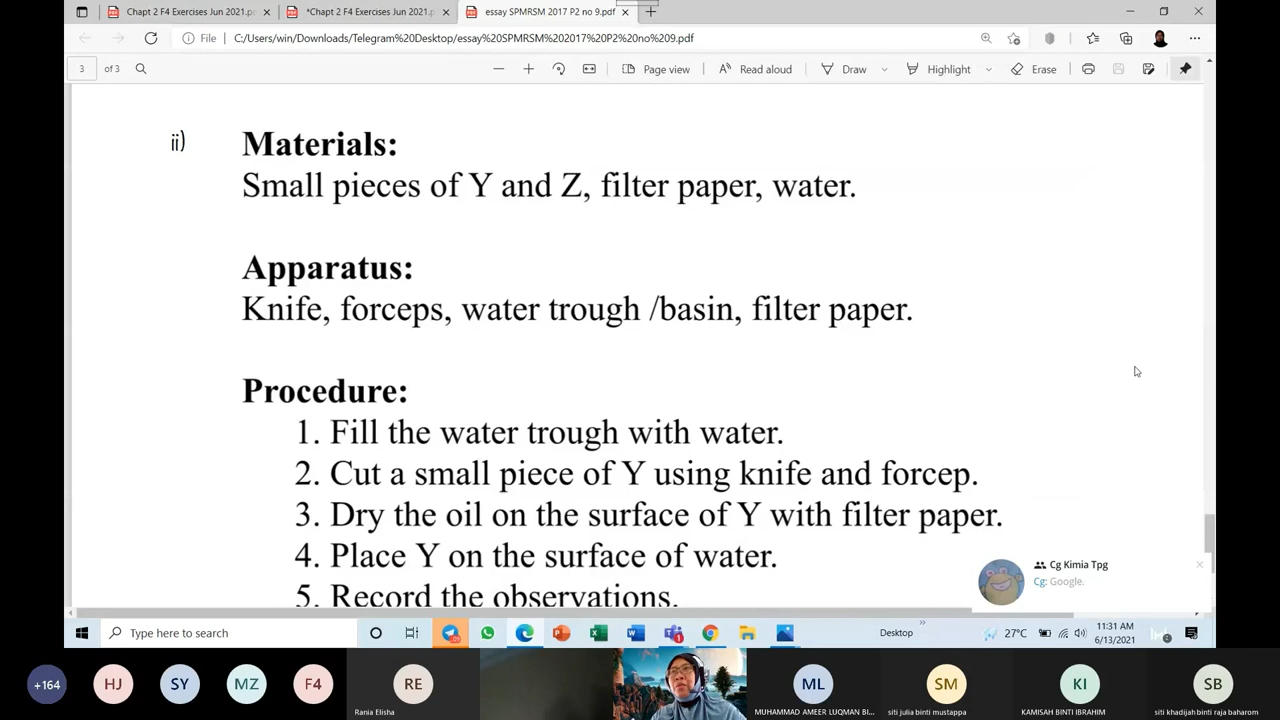 Chapt 2 F4 Exercises Jun 2021.pdf
*Chapt 2 F4 Exercises Jun 2021.pdf
essay SPMRSM 2017 P2 no 9.pdf
File
C:/Users/win/Downloads/Telegram%20Desktop/essay%20SPMRSM%202017%20P2%20no%209.pdf
3 of 3
Page view
Read aloud
Draw
Highlight
Erase
ii) Materials:
Small pieces of Y and Z, filter paper, water.
Apparatus:
Knife, forceps, water trough /basin, filter paper.
Procedure:
1. Fill the water trough with water.
2. Cut a small piece of Y using knife and forcep.
3. Dry the oil on the surface of Y with filter paper.
4. Place Y on the surface of water.
5. Record the observations.
Cg Kimia Tpg
Cg: Google.
Type here to search
Desktop
27°C
11:31 AM
6/13/2021
+164
HJ
SY
MZ
F4
RE
Rania Elisha
ML
MUHAMMAD AMEER LUQMAN BI...
SM
siti julia binti mustappa
KI
KAMISAH BINTI IBRAHIM
SB
siti khadijah binti raja baharom